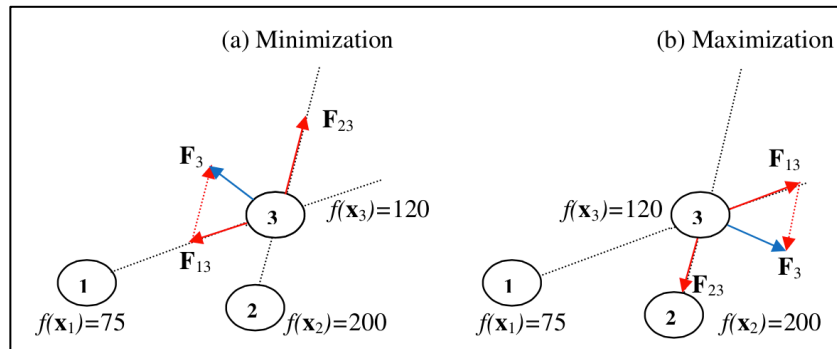 (a) Minimization
F₂₃
F₃
3
f(x₃)=120
F₁₃
1
2
f(x₁)=75
f(x₂)=200
(b) Maximization
F₁₃
f(x₃)=120
3
F₃
1
F₂₃
2
f(x₁)=75
f(x₂)=200